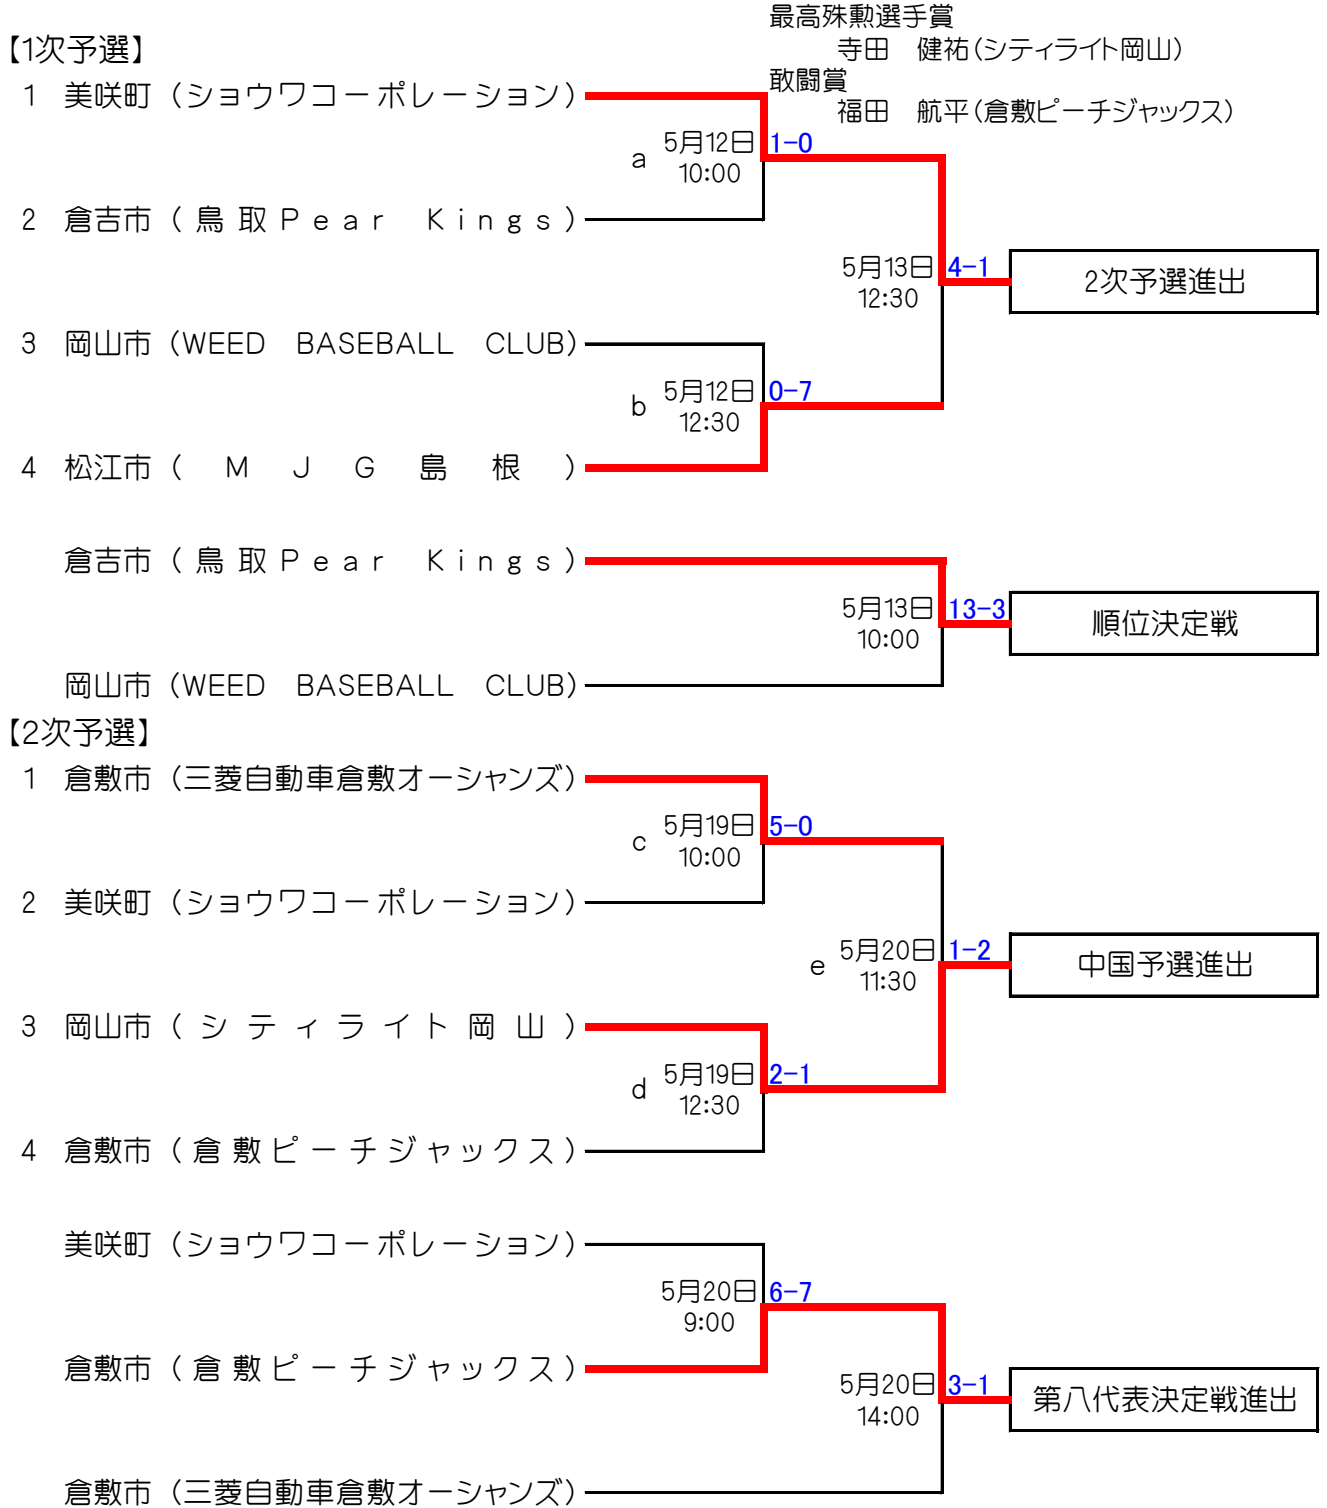 最高殊勲選手賞
【1次予選】
寺田　健祐(シティライト岡山)
敢闘賞
1 美咲町（ショウワコーポレーション）
福田　航平(倉敷ピーチジャックス)
a 5月12日 1-0
10:00
2 倉吉市（鳥取Pear Kings）
5月13日 4-1
12:30
2次予選進出
3 岡山市（WEED BASEBALL CLUB）
b 5月12日 0-7
12:30
4 松江市（MJG島根）
倉吉市（鳥取Pear Kings）
5月13日 13-3
10:00
順位決定戦
岡山市（WEED BASEBALL CLUB）
【2次予選】
1 倉敷市（三菱自動車倉敷オーシャンズ）
c 5月19日 5-0
10:00
2 美咲町（ショウワコーポレーション）
e 5月20日 1-2
11:30
中国予選進出
3 岡山市（シティライト岡山）
d 5月19日 2-1
12:30
4 倉敷市（倉敷ピーチジャックス）
美咲町（ショウワコーポレーション）
5月20日 6-7
9:00
倉敷市（倉敷ピーチジャックス）
5月20日 3-1
14:00
第八代表決定戦進出
倉敷市（三菱自動車倉敷オーシャンズ）